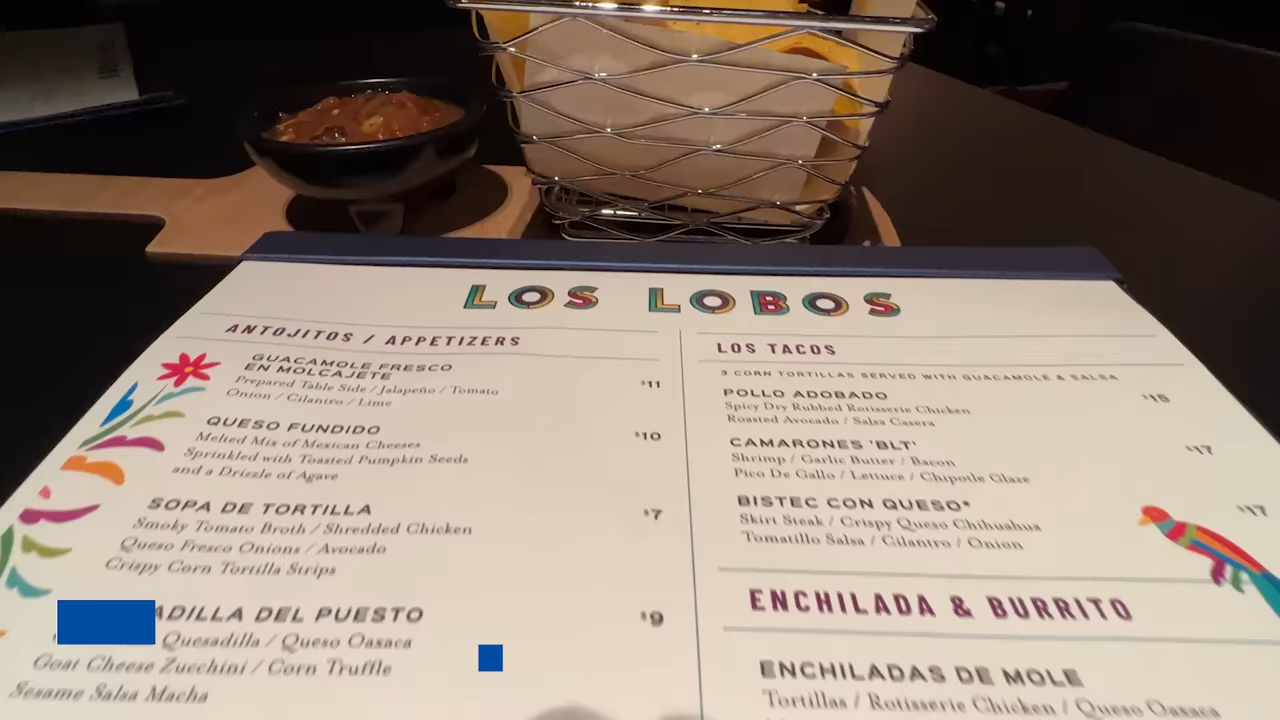 LOS LOBOS
ANTOJITOS / APPETIZERS
GUACAMOLE FRESCO
EN MOLCAJETE
$11
Prepared Table Side / Jalapeño / Tomato
Onion / Cilantro / Lime
QUESO FUNDIDO
$10
Melted Mix of Mexican Cheeses
Sprinkled with Toasted Pumpkin Seeds
and a Drizzle of Agave
SOPA DE TORTILLA
$7
Smoky Tomato Broth / Shredded Chicken
Queso Fresco Onions / Avocado
Crispy Corn Tortilla Strips
ADILLA DEL PUESTO
$9
Quesadilla / Queso Oaxaca
Goat Cheese Zucchini / Corn Truffle
Sesame Salsa Macha
LOS TACOS
3 CORN TORTILLAS SERVED WITH GUACAMOLE & SALSA
POLLO ADOBADO
$15
Spicy Dry Rubbed Rotisserie Chicken
Roasted Avocado / Salsa Casera
CAMARONES 'BLT'
$17
Shrimp / Garlic Butter / Bacon
Pico De Gallo / Lettuce / Chipotle Glaze
BISTEC CON QUESO*
$17
Skirt Steak / Crispy Queso Chihuahua
Tomatillo Salsa / Cilantro / Onion
ENCHILADA & BURRITO
ENCHILADAS DE MOLE
Tortillas / Rotisserie Chicken / Queso Oaxaca